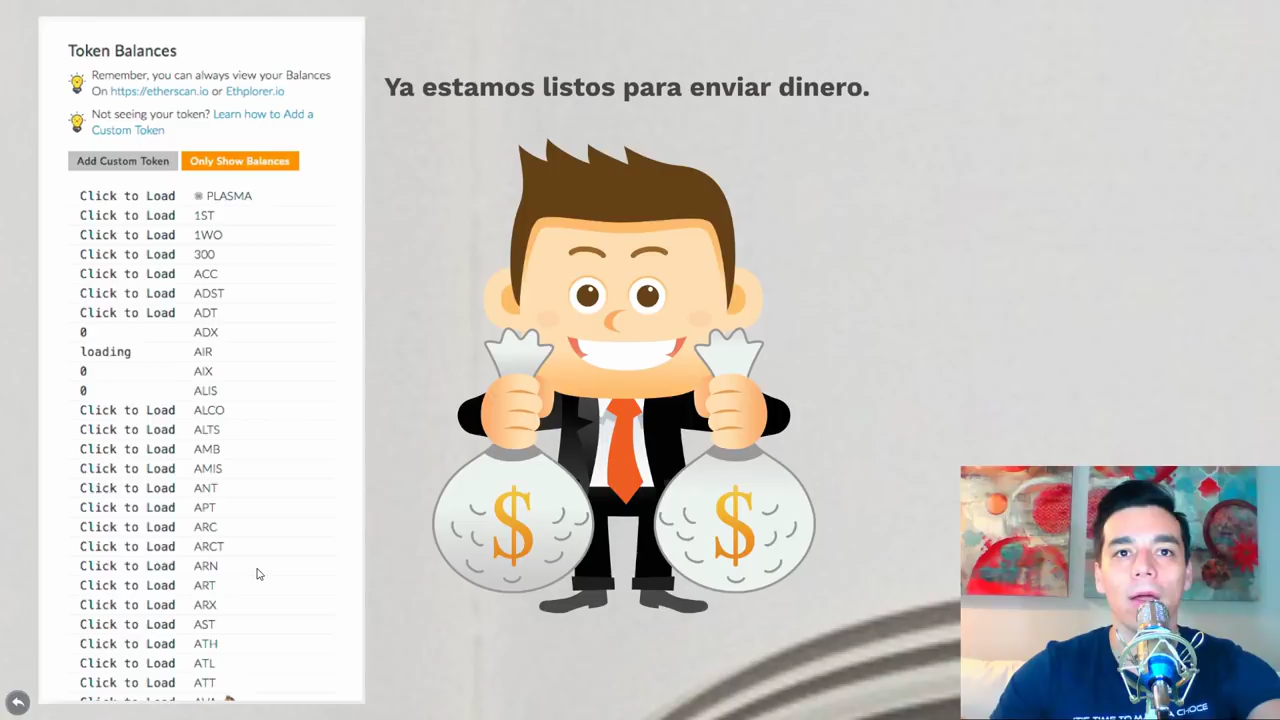 Token Balances
Remember, you can always view your Balances
On https://etherscan.io or Ethplorer.io
Not seeing your token? Learn how to Add a
Custom Token
Add Custom Token Only Show Balances
Click to Load PLASMA
Click to Load 1ST
Click to Load 1WO
Click to Load 300
Click to Load ACC
Click to Load ADST
Click to Load ADT
0 ADX
loading AIR
0 AIX
0 ALIS
Click to Load ALCO
Click to Load ALTS
Click to Load AMB
Click to Load AMIS
Click to Load ANT
Click to Load APT
Click to Load ARC
Click to Load ARCT
Click to Load ARN
Click to Load ART
Click to Load ARX
Click to Load AST
Click to Load ATH
Click to Load ATL
Click to Load ATT
Click to Load
Ya estamos listos para enviar dinero.
$ $
TIME TO MA A CHOICE